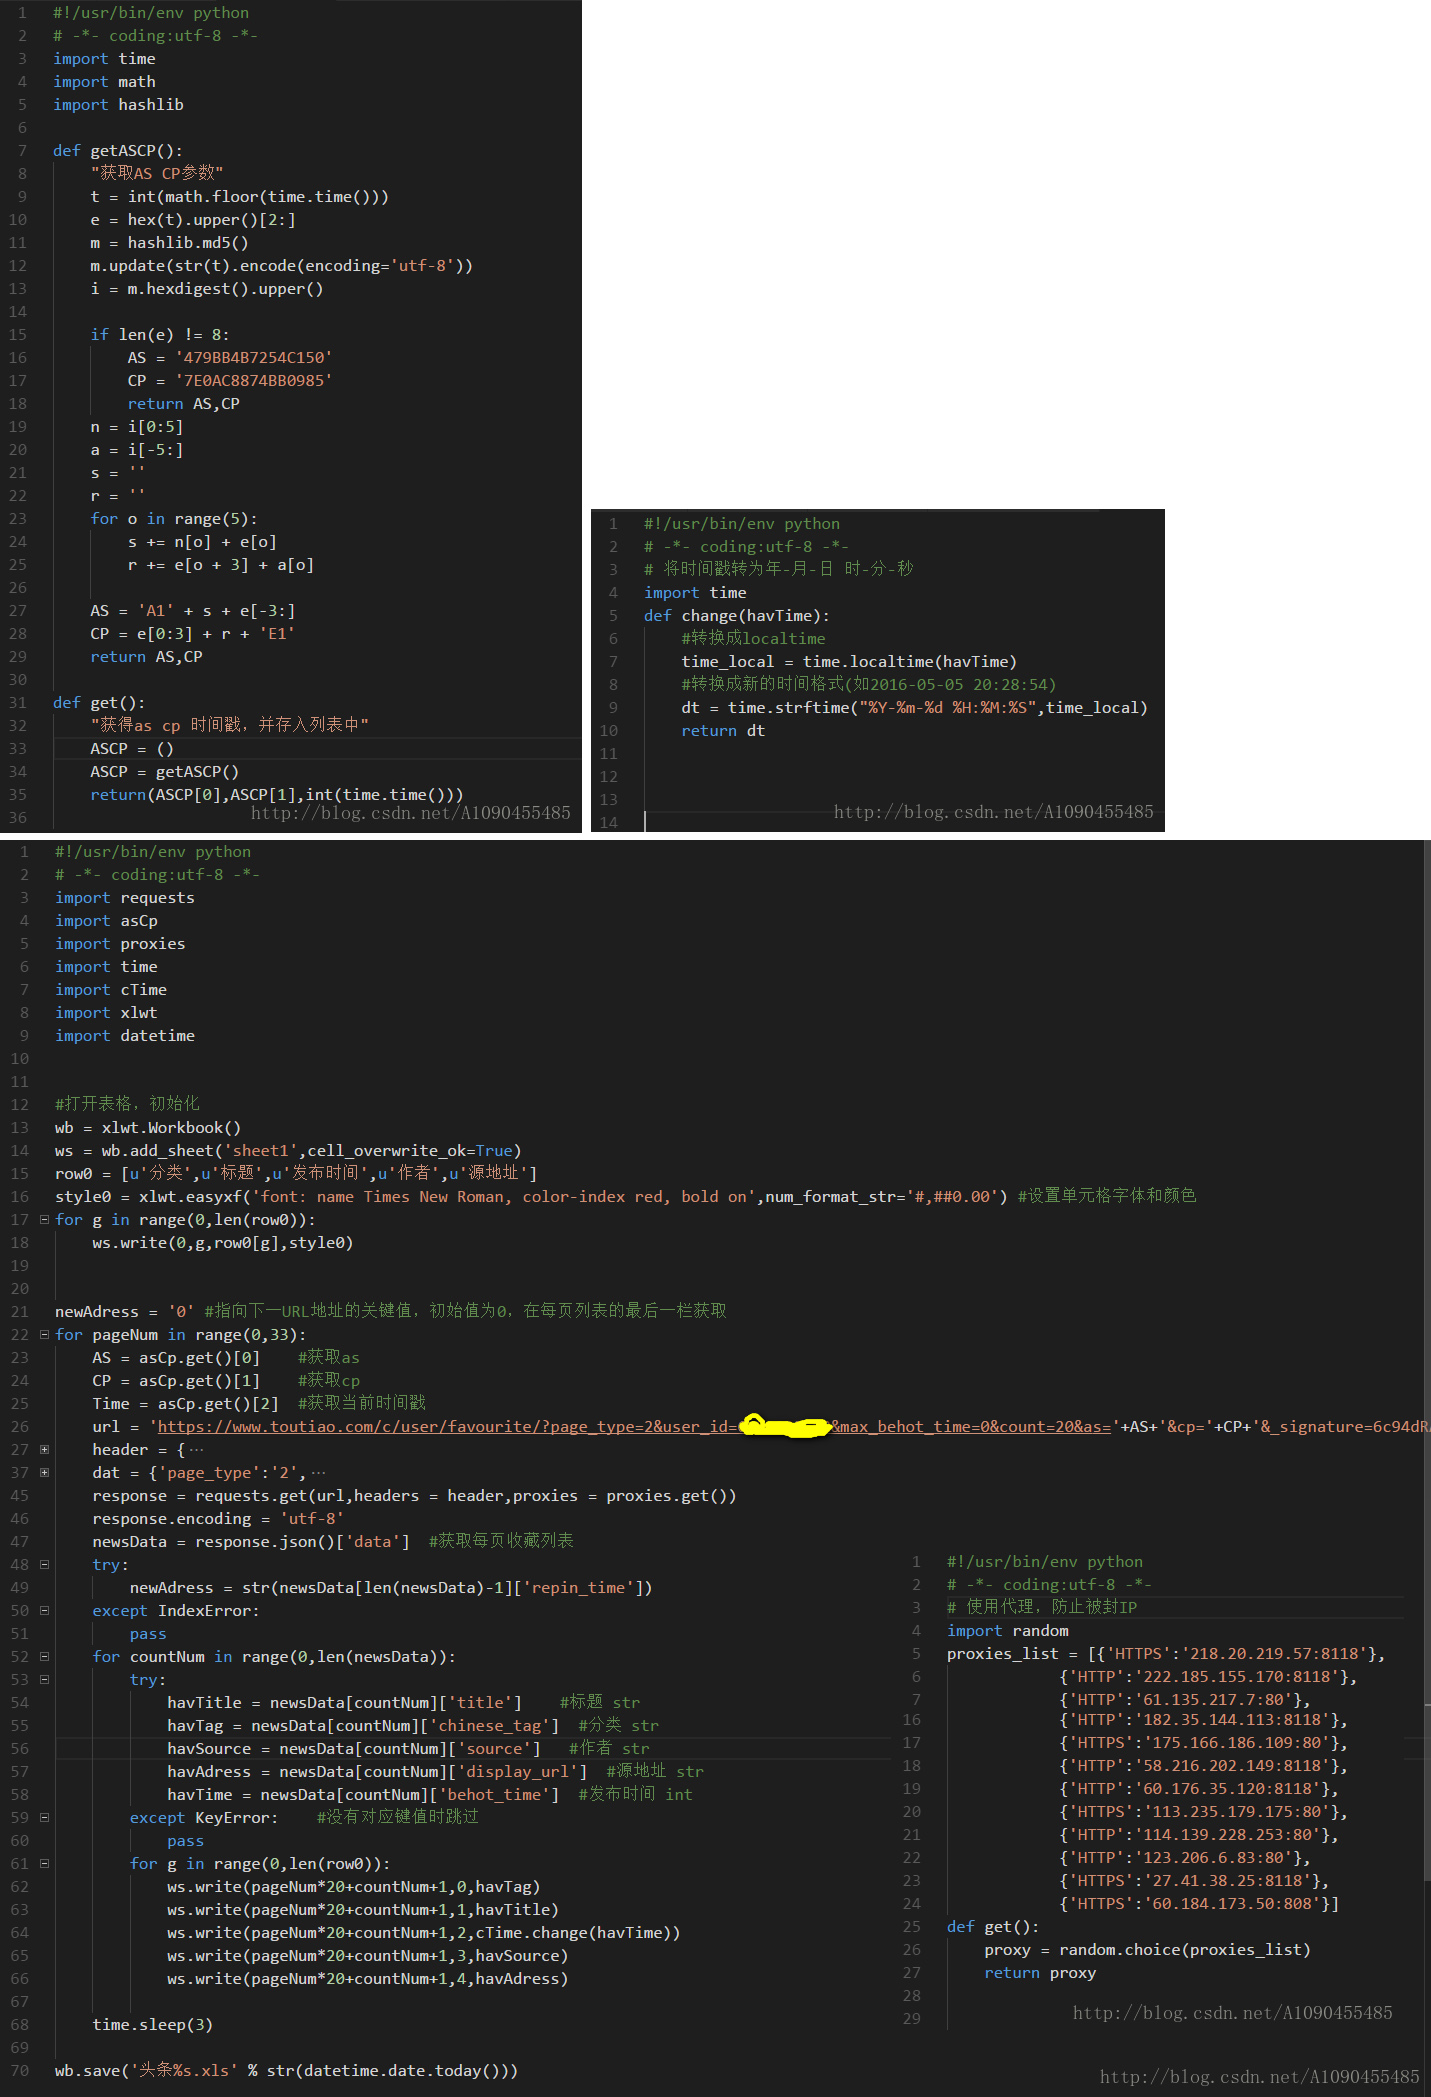 1 #!/usr/bin/env python
2 # -*- coding:utf-8 -*-
3 import time
4 import math
5 import hashlib
6
7 def getASCP():
8 "获取AS CP参数"
9 t = int(math.floor(time.time()))
10 e = hex(t).upper()[2:]
11 m = hashlib.md5()
12 m.update(str(t).encode(encoding='utf-8'))
13 i = m.hexdigest().upper()
14
15 if len(e) != 8:
16 AS = '479BB4B7254C150'
17 CP = '7E0AC8874BB0985'
18 return AS,CP
19 n = i[0:5]
20 a = i[-5:]
21 s = ''
22 r = ''
23 for o in range(5):
24 s += n[o] + e[o]
25 r += e[o + 3] + a[o]
26
27 AS = 'A1' + s + e[-3:]
28 CP = e[0:3] + r + 'E1'
29 return AS,CP
30
31 def get():
32 "获得as cp 时间戳，并存入列表中"
33 ASCP = ()
34 ASCP = getASCP()
35 return(ASCP[0],ASCP[1],int(time.time()))
36
http://blog.csdn.net/A1090455485
1 #!/usr/bin/env python
2 # -*- coding:utf-8 -*-
3 # 将时间戳转为年-月-日 时-分-秒
4 import time
5 def change(havTime):
6 #转换成localtime
7 time_local = time.localtime(havTime)
8 #转换成新的时间格式(如2016-05-05 20:28:54)
9 dt = time.strftime("%Y-%m-%d %H:%M:%S",time_local)
10 return dt
11
12
13
14
http://blog.csdn.net/A1090455485
1 #!/usr/bin/env python
2 # -*- coding:utf-8 -*-
3 import requests
4 import asCp
5 import proxies
6 import time
7 import cTime
8 import xlwt
9 import datetime
10
11
12 #打开表格，初始化
13 wb = xlwt.Workbook()
14 ws = wb.add_sheet('sheet1',cell_overwrite_ok=True)
15 row0 = [u'分类',u'标题',u'发布时间',u'作者',u'源地址']
16 style0 = xlwt.easyxf('font: name Times New Roman, color-index red, bold on',num_format_str='#,##0.00') #设置单元格字体和颜色
17 for g in range(0,len(row0)):
18 ws.write(0,g,row0[g],style0)
19
20
21 newAdress = '0' #指向下一URL地址的关键值，初始值为0，在每页列表的最后一栏获取
22 for pageNum in range(0,33):
23 AS = asCp.get()[0] #获取as
24 CP = asCp.get()[1] #获取cp
25 Time = asCp.get()[2] #获取当前时间戳
26 url = 'https://www.toutiao.com/c/user/favourite/?page_type=2&user_id= &max_behot_time=0&count=20&as='+AS+'&cp='+CP+'&_signature=6c94dR
27 header = {…
37 dat = {'page_type':'2',…
45 response = requests.get(url,headers = header,proxies = proxies.get())
46 response.encoding = 'utf-8'
47 newsData = response.json()['data'] #获取每页收藏列表
48 try:
49 newAdress = str(newsData[len(newsData)-1]['repin_time'])
50 except IndexError:
51 pass
52 for countNum in range(0,len(newsData)):
53 try:
54 havTitle = newsData[countNum]['title'] #标题 str
55 havTag = newsData[countNum]['chinese_tag'] #分类 str
56 havSource = newsData[countNum]['source'] #作者 str
57 havAdress = newsData[countNum]['display_url'] #源地址 str
58 havTime = newsData[countNum]['behot_time'] #发布时间 int
59 except KeyError: #没有对应键值时跳过
60 pass
61 for g in range(0,len(row0)):
62 ws.write(pageNum*20+countNum+1,0,havTag)
63 ws.write(pageNum*20+countNum+1,1,havTitle)
64 ws.write(pageNum*20+countNum+1,2,cTime.change(havTime))
65 ws.write(pageNum*20+countNum+1,3,havSource)
66 ws.write(pageNum*20+countNum+1,4,havAdress)
67
68 time.sleep(3)
69
70 wb.save('头条%s.xls' % str(datetime.date.today()))
1 #!/usr/bin/env python
2 # -*- coding:utf-8 -*-
3 # 使用代理，防止被封IP
4 import random
5 proxies_list = [{'HTTPS':'218.20.219.57:8118'},
6 {'HTTP':'222.185.155.170:8118'},
7 {'HTTP':'61.135.217.7:80'},
16 {'HTTP':'182.35.144.113:8118'},
17 {'HTTPS':'175.166.186.109:80'},
18 {'HTTP':'58.216.202.149:8118'},
19 {'HTTP':'60.176.35.120:8118'},
20 {'HTTPS':'113.235.179.175:80'},
21 {'HTTP':'114.139.228.253:80'},
22 {'HTTP':'123.206.6.83:80'},
23 {'HTTPS':'27.41.38.25:8118'},
24 {'HTTPS':'60.184.173.50:808'}]
25 def get():
26 proxy = random.choice(proxies_list)
27 return proxy
28
29
http://blog.csdn.net/A1090455485
http://blog.csdn.net/A1090455485